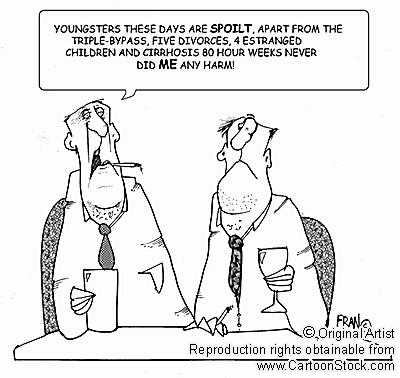 YOUNGSTERS THESE DAYS ARE SPOILT, APART FROM THE
TRIPLE-BYPASS, FIVE DIVORCES, 4 ESTRANGED
CHILDREN AND CIRRHOSIS 80 HOUR WEEKS NEVER
DID ME ANY HARM!
FRAN
© Original Artist
Reproduction rights obtainable from
www.CartoonStock.com